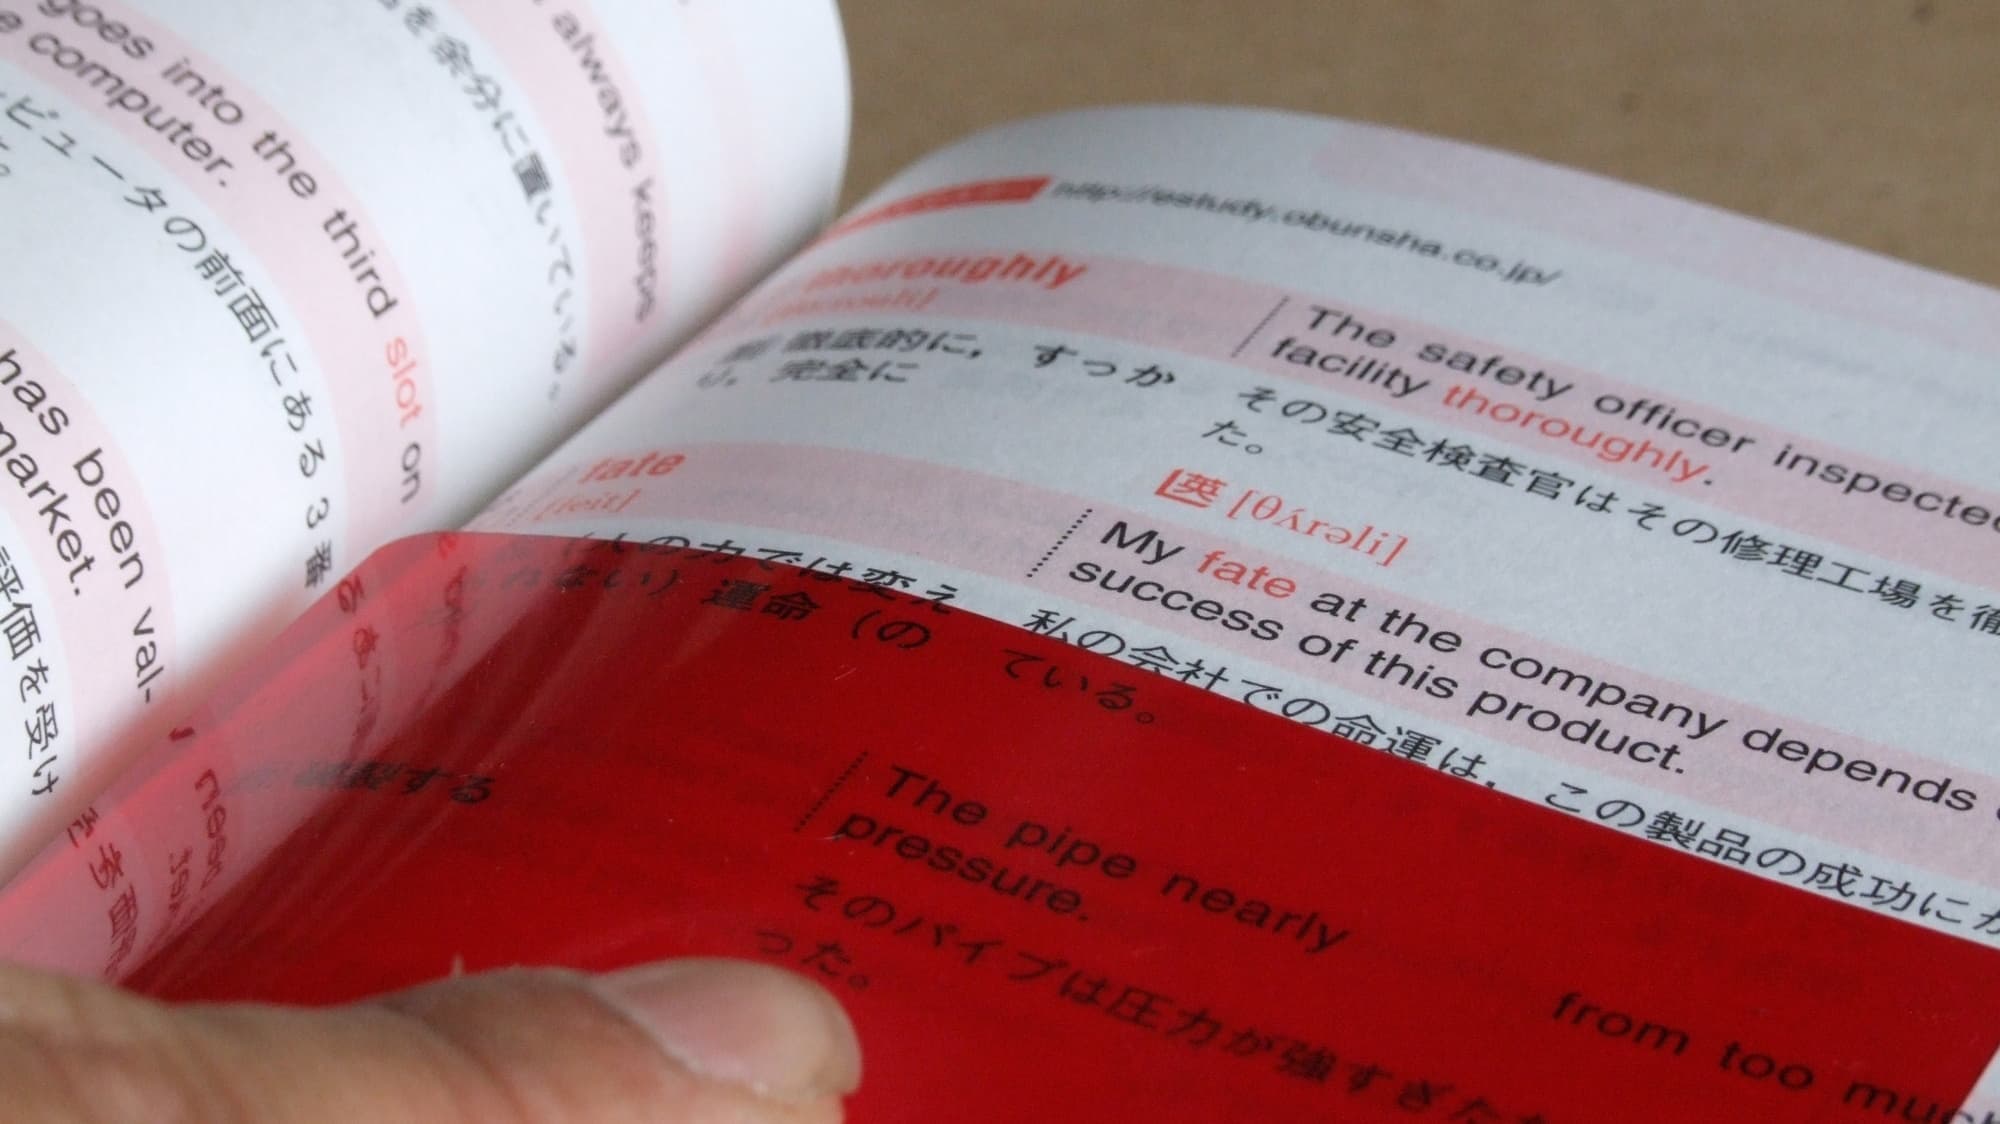 goes into the third slot on
computer.
ピュータの前面にある3番
を余分に置いている。
always keeps
has been val-
market.
評価を受け
http://estudy.obunsha.co.jp/
thoroughly
徹底的に, すっか
り, 完全に
The safety officer inspected
facility thoroughly.
その安全検査官はその修理工場を徹
た。
英 [θʌ́rəli]
fate
[feit]
(人の力では変え
られない) 運命 (の
My fate at the company depends
success of this product.
私の会社での命運は, この製品の成功にか
ている。
する
The pipe nearly from too much
pressure.
そのパイプは圧力が強すぎたた
った。